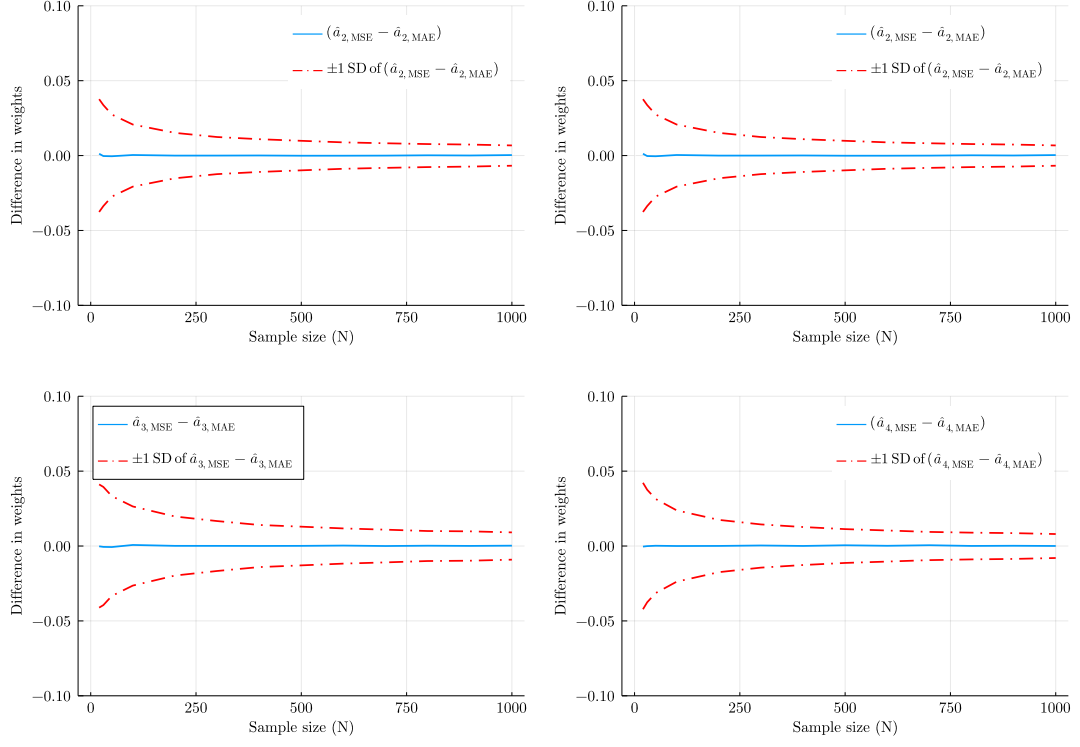 (â₂,MSE − â₂,MAE)
±1 SD of (â₂,MSE − â₂,MAE)
0.05
0.00
−0.05
−0.10
Difference in weights
0 250 500 750 1000
Sample size (N)
(â₂,MSE − â₂,MAE)
±1 SD of (â₂,MSE − â₂,MAE)
0.05
0.00
−0.05
−0.10
Difference in weights
0 250 500 750 1000
Sample size (N)
â₃,MSE − â₃,MAE
±1 SD of â₃,MSE − â₃,MAE
0.10
0.05
0.00
−0.05
−0.10
Difference in weights
0 250 500 750 1000
Sample size (N)
(â₄,MSE − â₄,MAE)
±1 SD of (â₄,MSE − â₄,MAE)
0.10
0.05
0.00
−0.05
−0.10
Difference in weights
0 250 500 750 1000
Sample size (N)